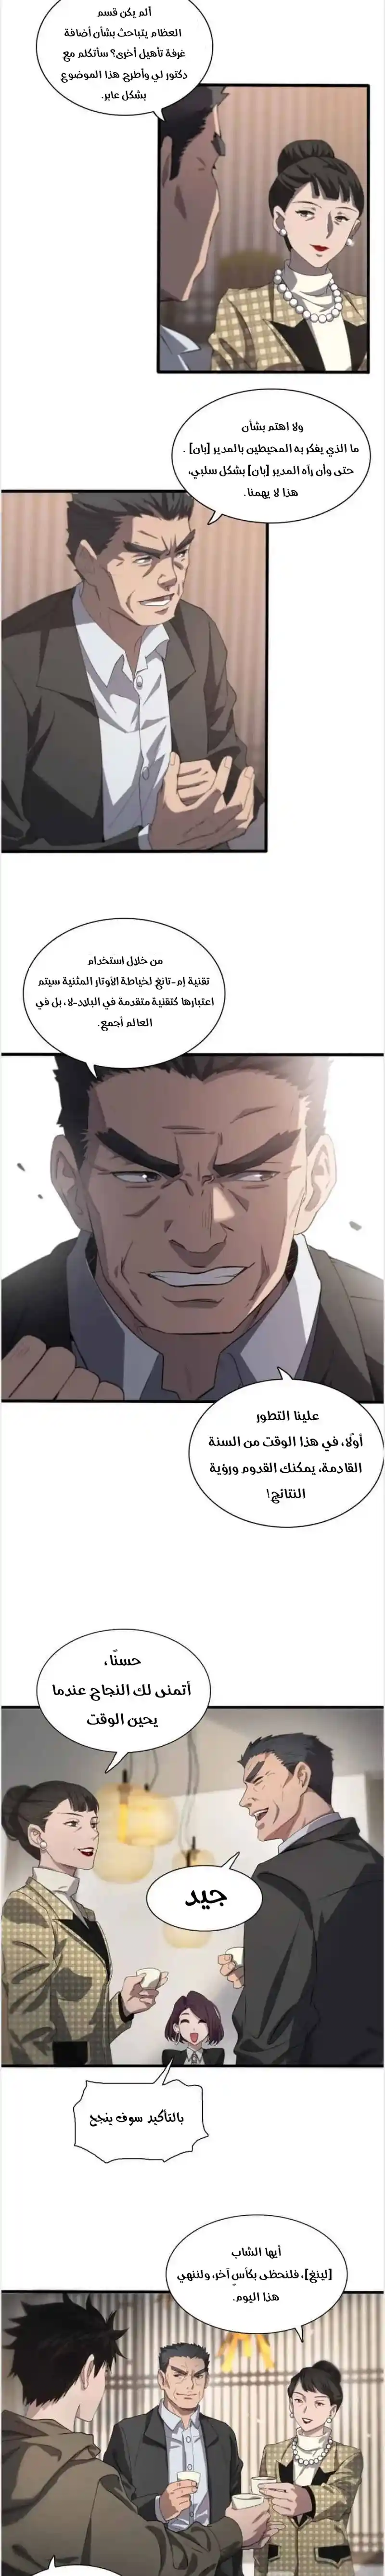 ألم يكن قسم
العظام يتباحث بشأن أضافة
غرفة تأهيل أخرى؟ سأتكلم مع
دكتور لي وأطرح هذا الموضوع
بشكل عابر.
ولا اهتم بشأن
ما الذي يفكر به المحيطين بالمدير [بان] .
حتى وأن رآه المدير [بان] بشكل سلبي،
هذا لا يهمنا.
من خلال استخدام
تقنية إم-تانغ لخياطة الأوتار المثنية سيتم
اعتبارها كتقنية متقدمة في البلاد-لا، بل في
العالم أجمع.
علينا التطور
أولًا، في هذا الوقت من السنة
القادمة، يمكنك القدوم ورؤية
النتائج!
حسنًا،
أتمنى لك النجاح عندما
يحين الوقت
جيد
بالتأكيد سوف ينجح
أيها الشاب
[لينغ]، فلنحظى بكأسٍ آخر، ولننهي
هذا اليوم.